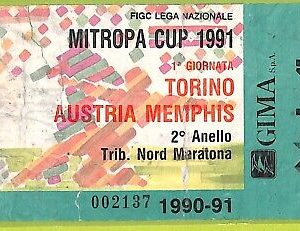 FIGC LEGA NAZIONALE
MITROPA CUP 1991
1ª GIORNATA
TORINO
AUSTRIA MEMPHIS
2° Anello
Trib. Nord Maratona
002137 1990-91
GIMA S.p.A.